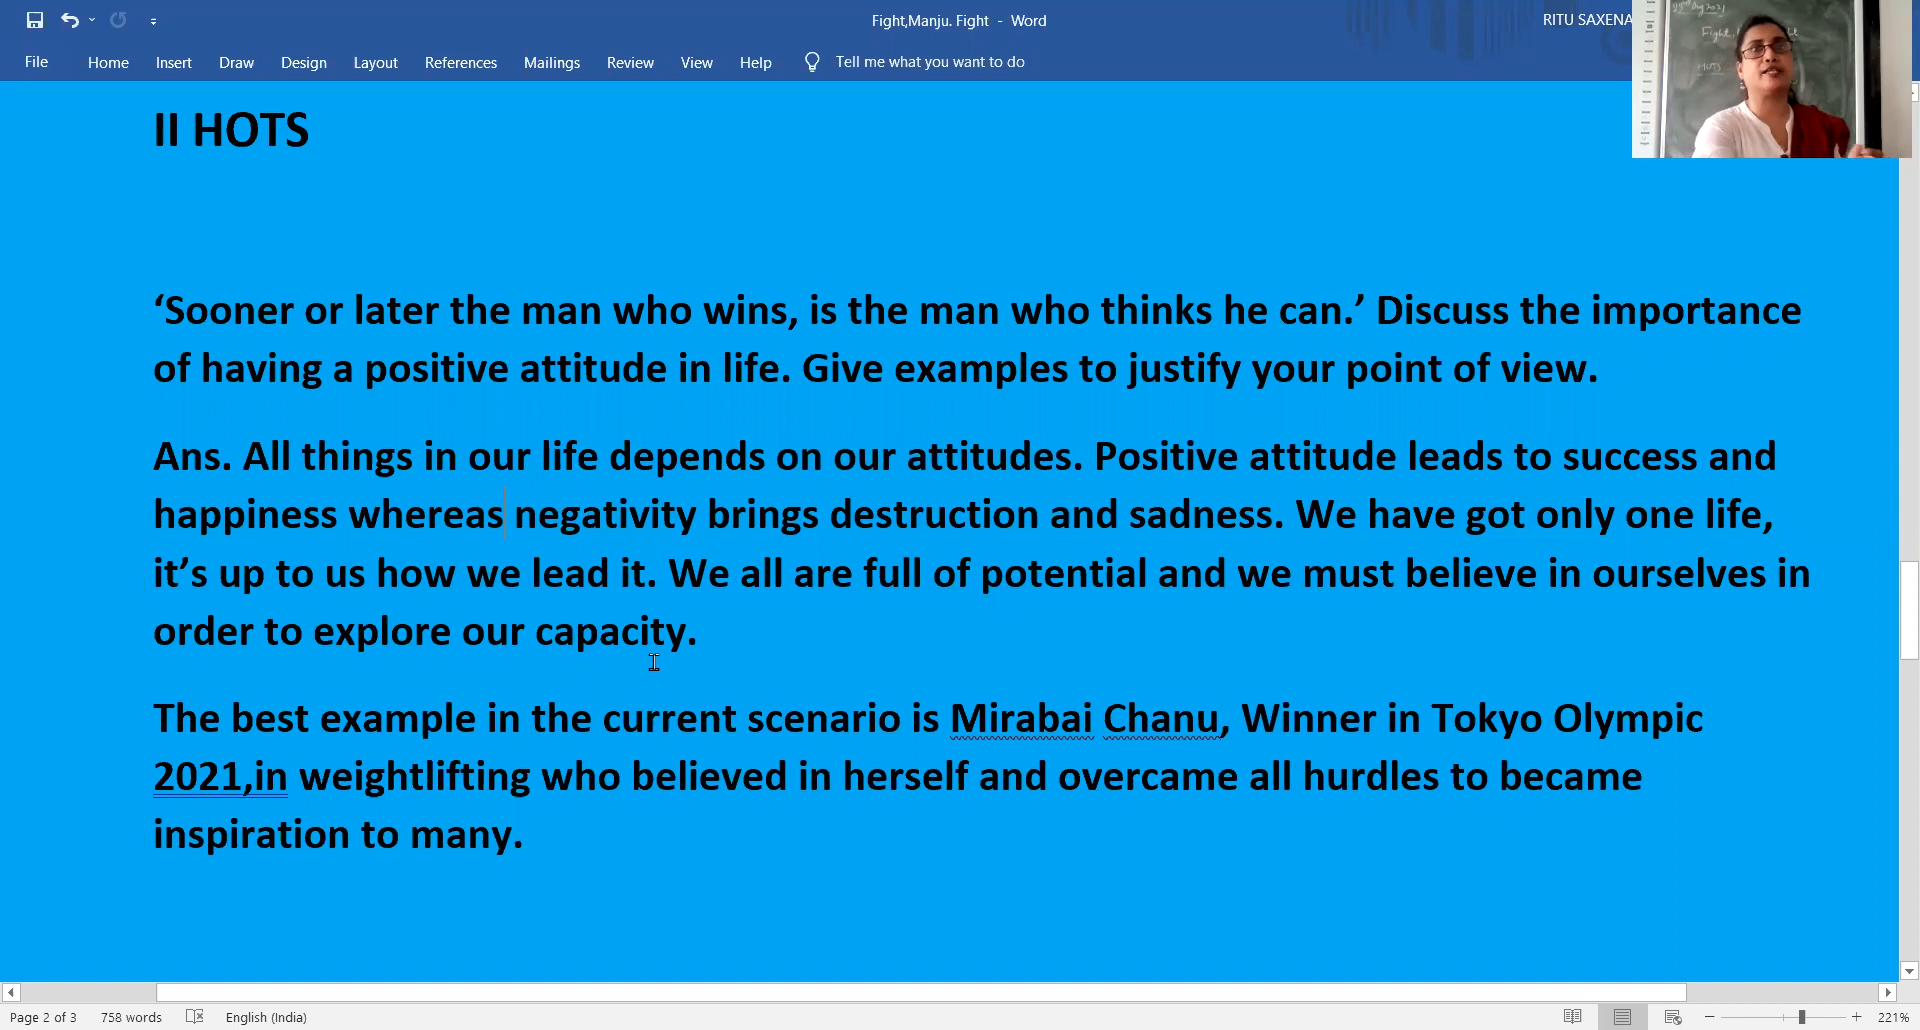 Fight,Manju. Fight - Word
RITU SAXENA
File Home Insert Draw Design Layout References Mailings Review View Help Tell me what you want to do
Fight,
HOTS
II HOTS
‘Sooner or later the man who wins, is the man who thinks he can.’ Discuss the importance
of having a positive attitude in life. Give examples to justify your point of view.
Ans. All things in our life depends on our attitudes. Positive attitude leads to success and
happiness whereas negativity brings destruction and sadness. We have got only one life,
it’s up to us how we lead it. We all are full of potential and we must believe in ourselves in
order to explore our capacity.
The best example in the current scenario is Mirabai Chanu, Winner in Tokyo Olympic
2021,in weightlifting who believed in herself and overcame all hurdles to became
inspiration to many.
Page 2 of 3 758 words English (India) 221%